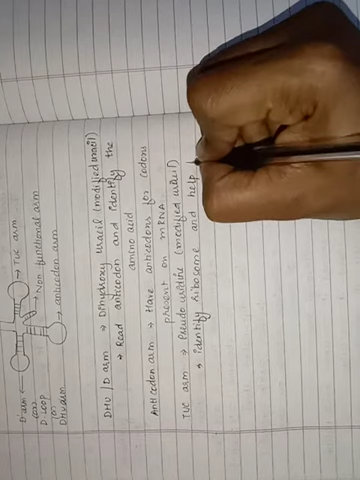 D arm ← → TψC arm
(or)
D loop → Non functional arm
(or)
DHU arm → anticodon arm
DHU / D arm → Dihydroxy uracil (modified uracil)
→ Read anticodon and identify the
amino acid
Anticodon arm → Have anticodons for codons
present on mRNA
TψC arm → Pseudo uridine (modified uracil)
→ identify ribosome and help